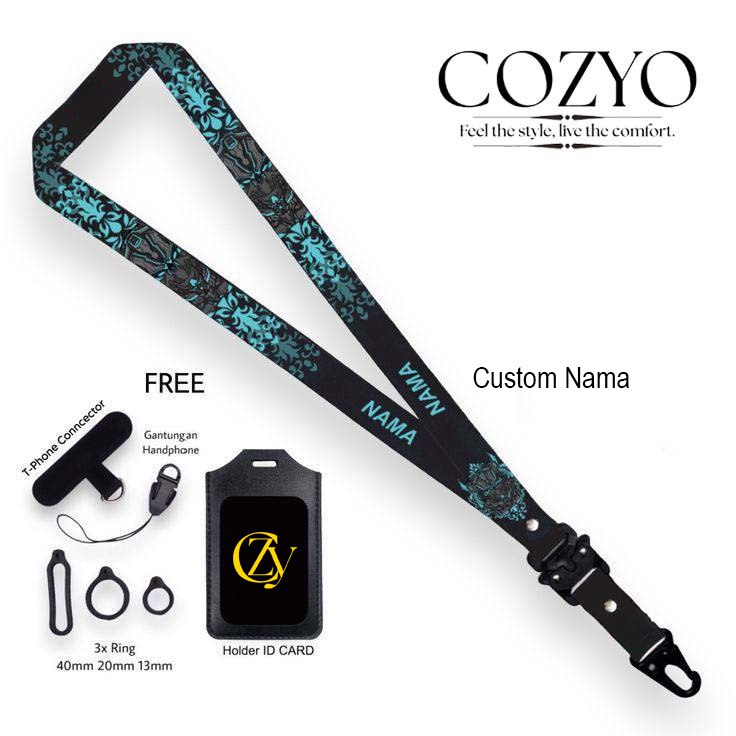 COZYO
Feel the style, live the comfort.
Custom Nama
NAMA
NAMA
FREE
T-Phone Conncector
Gantungan
Handphone
CZy
3x Ring
40mm 20mm 13mm
Holder ID CARD